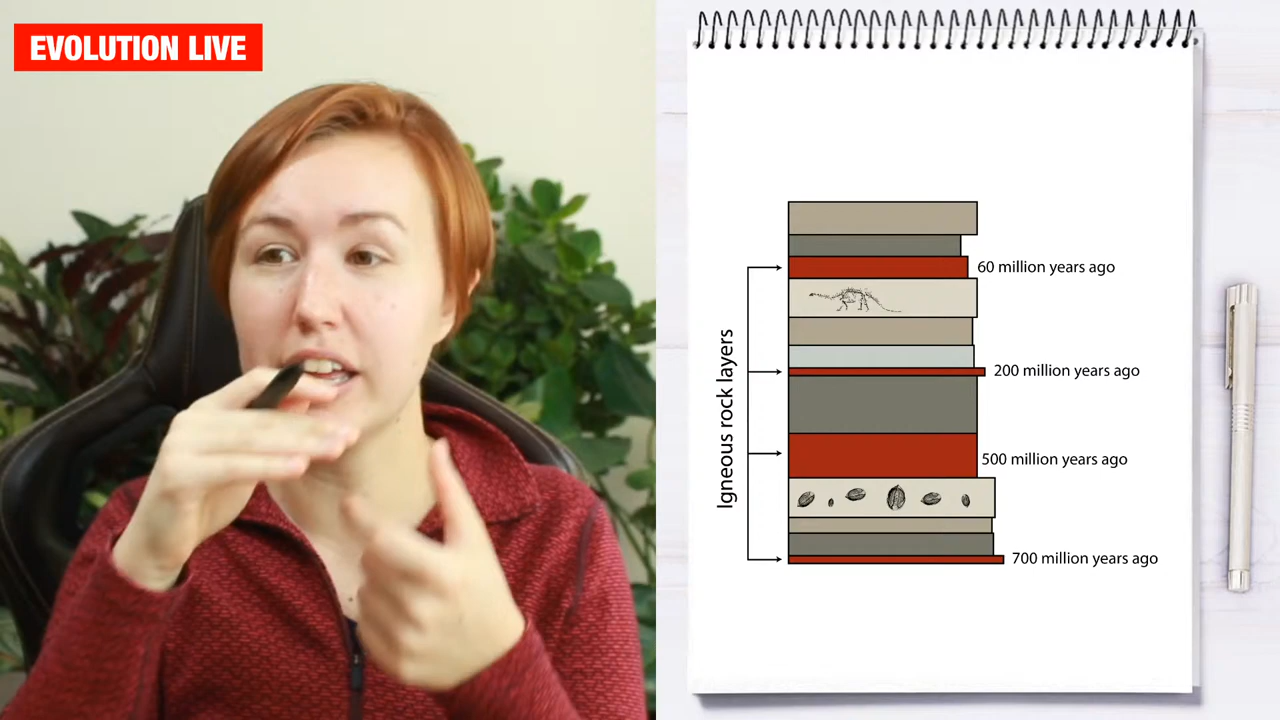 EVOLUTION LIVE
60 million years ago
200 million years ago
Igneous rock layers
500 million years ago
700 million years ago